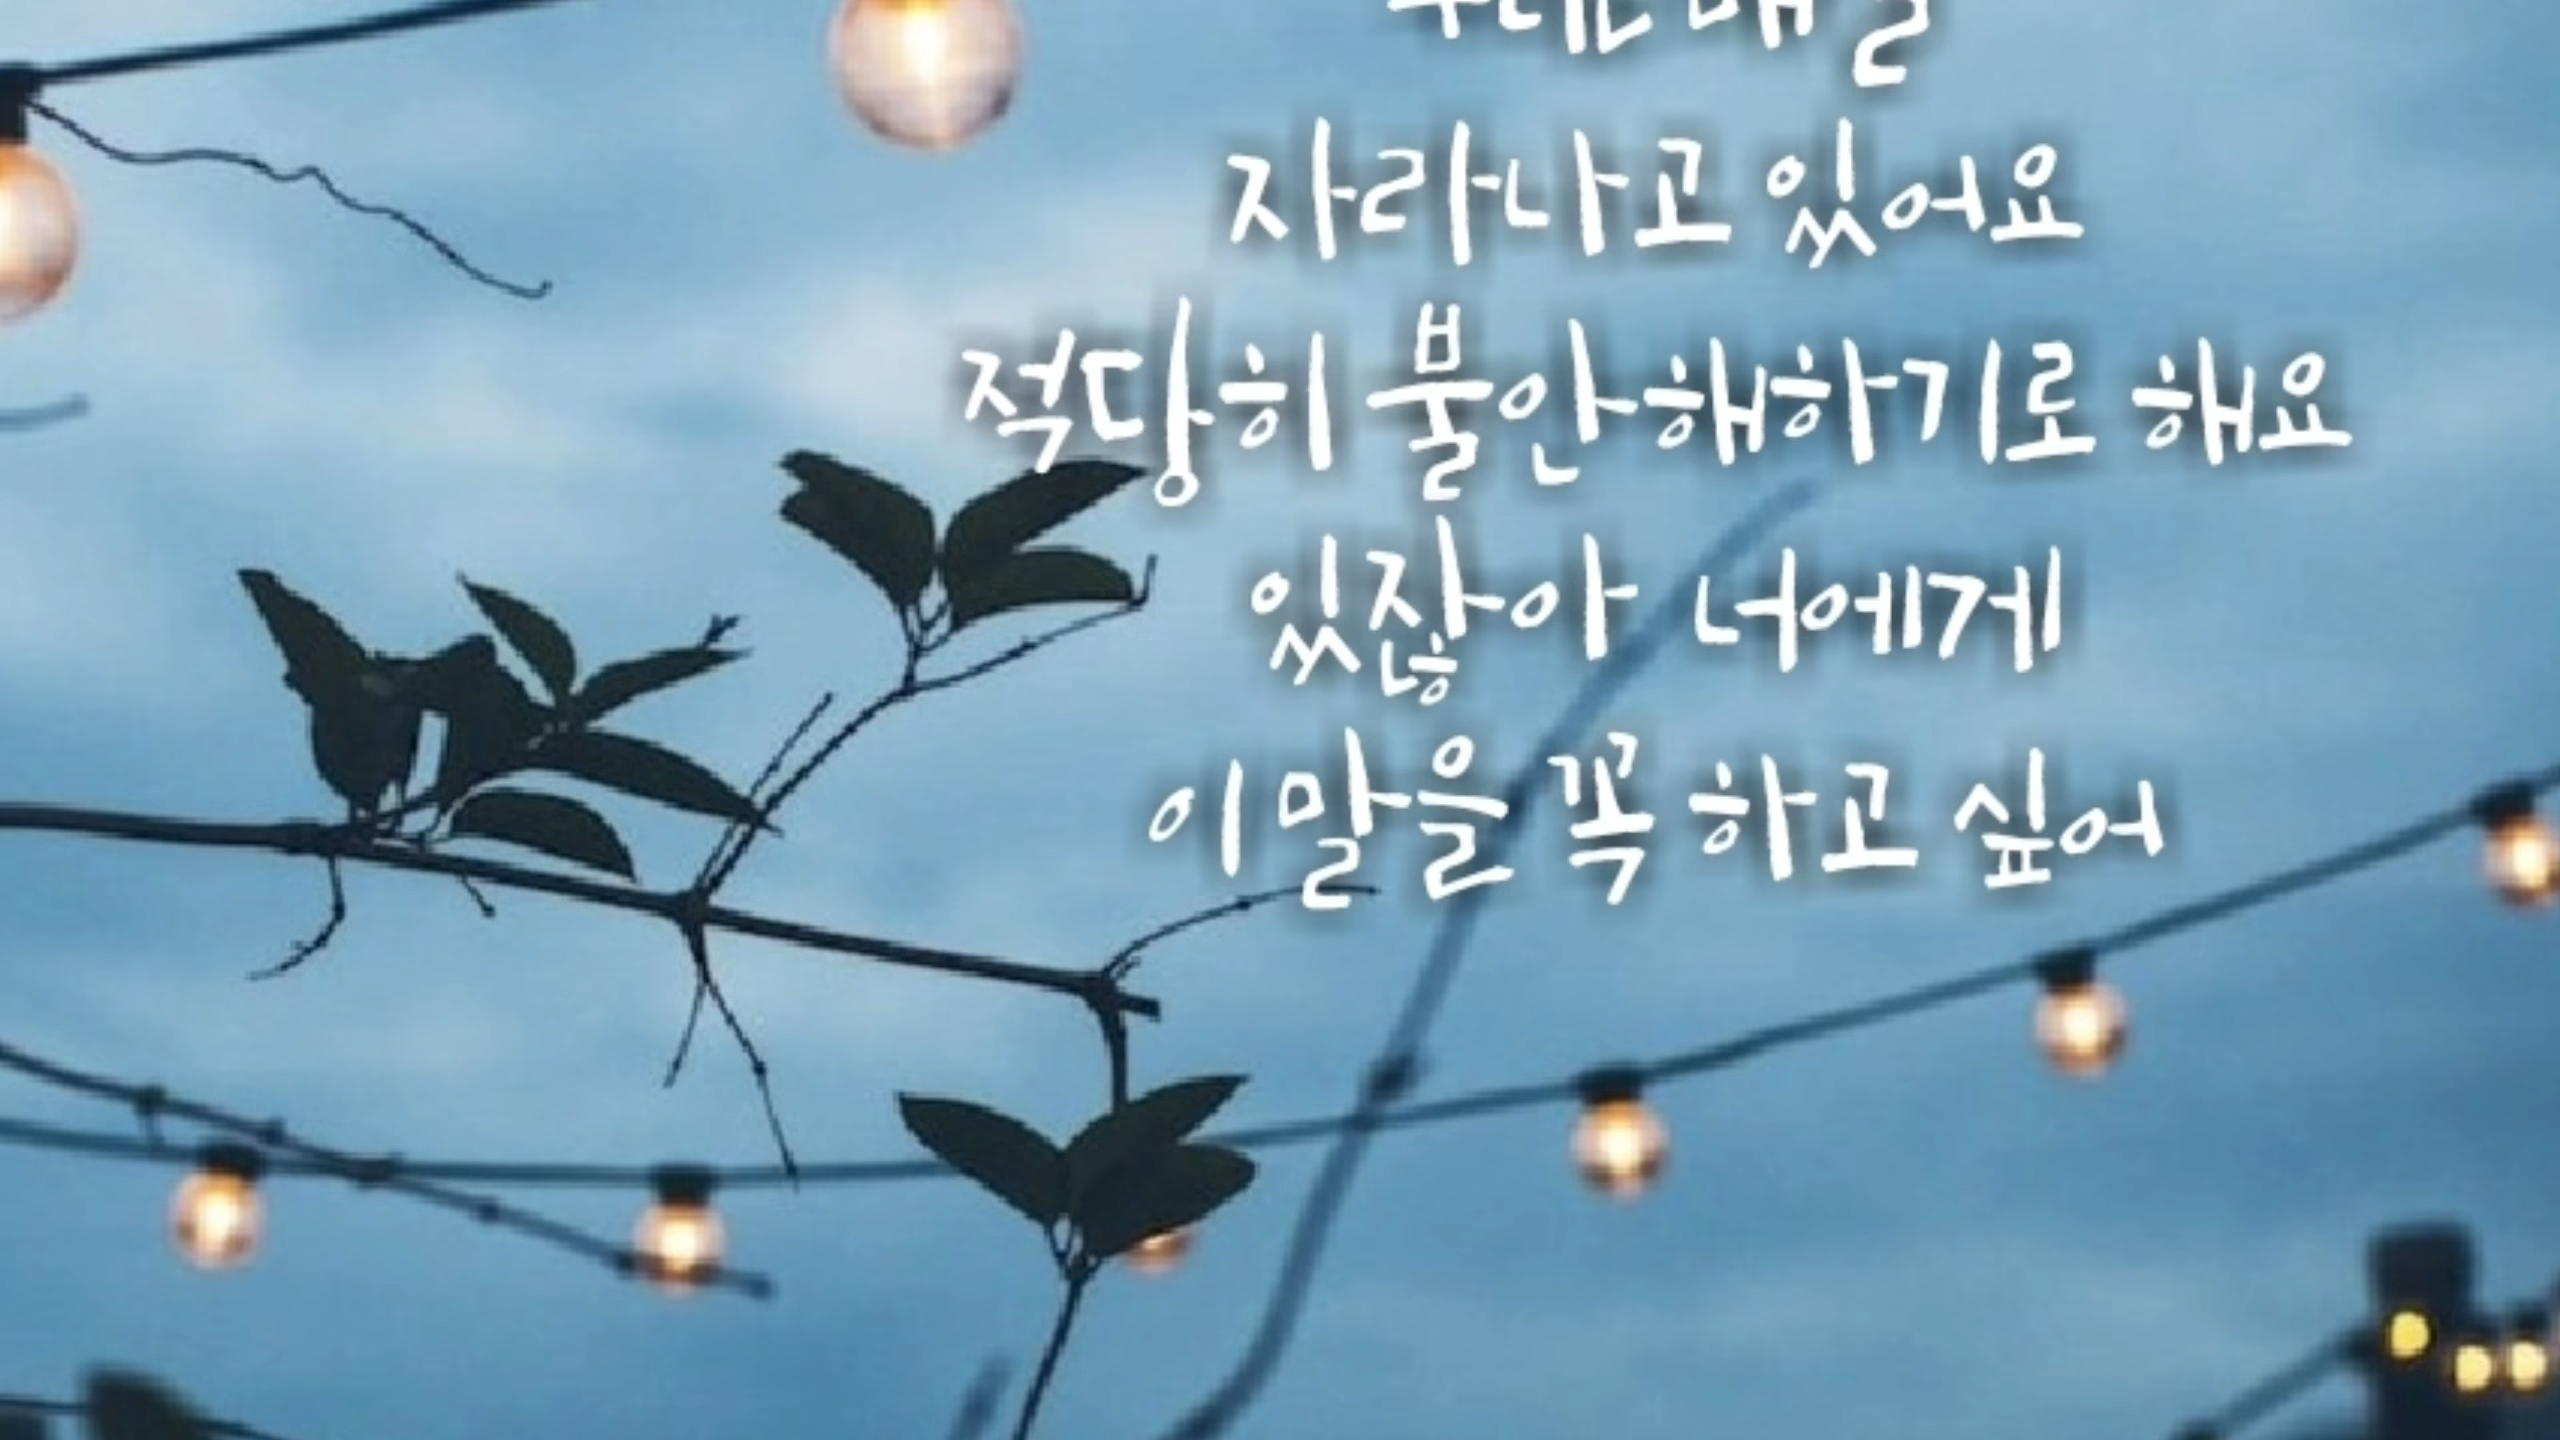 자라나고 있어요
적당히 불안해하기로 해요
있잖아 너에게
이 말을 꼭 하고 싶어